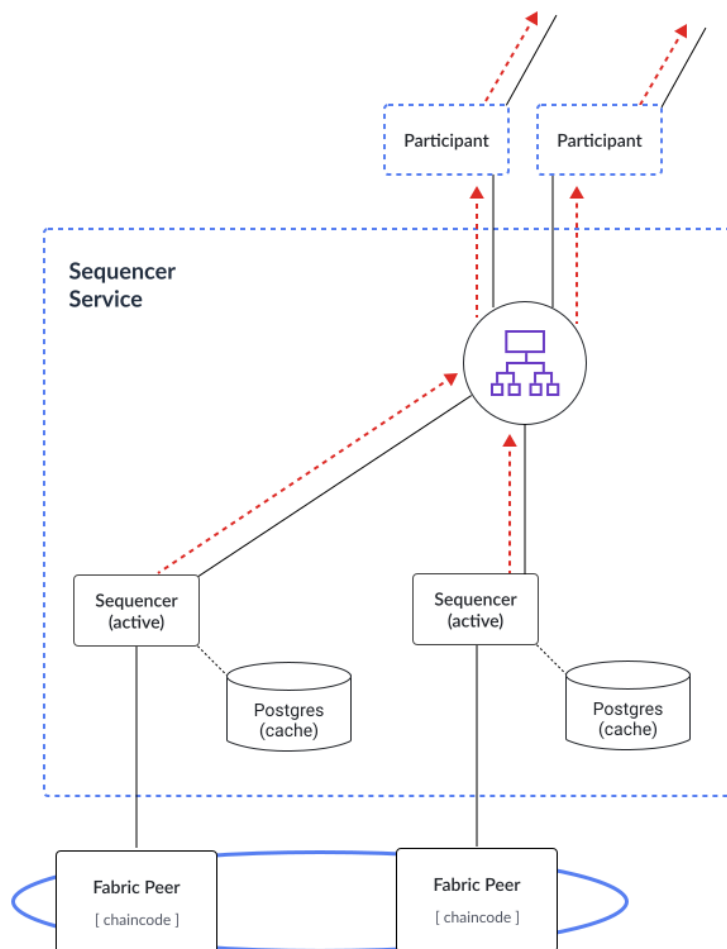 Participant
Participant
Sequencer
Service
Sequencer
(active)
Sequencer
(active)
Postgres
(cache)
Postgres
(cache)
Fabric Peer
[ chaincode ]
Fabric Peer
[ chaincode ]